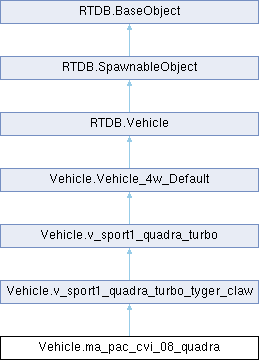 RTDB.BaseObject
RTDB.SpawnableObject
RTDB.Vehicle
Vehicle.Vehicle_4w_Default
Vehicle.v_sport1_quadra_turbo
Vehicle.v_sport1_quadra_turbo_tyger_claw
Vehicle.ma_pac_cvi_08_quadra